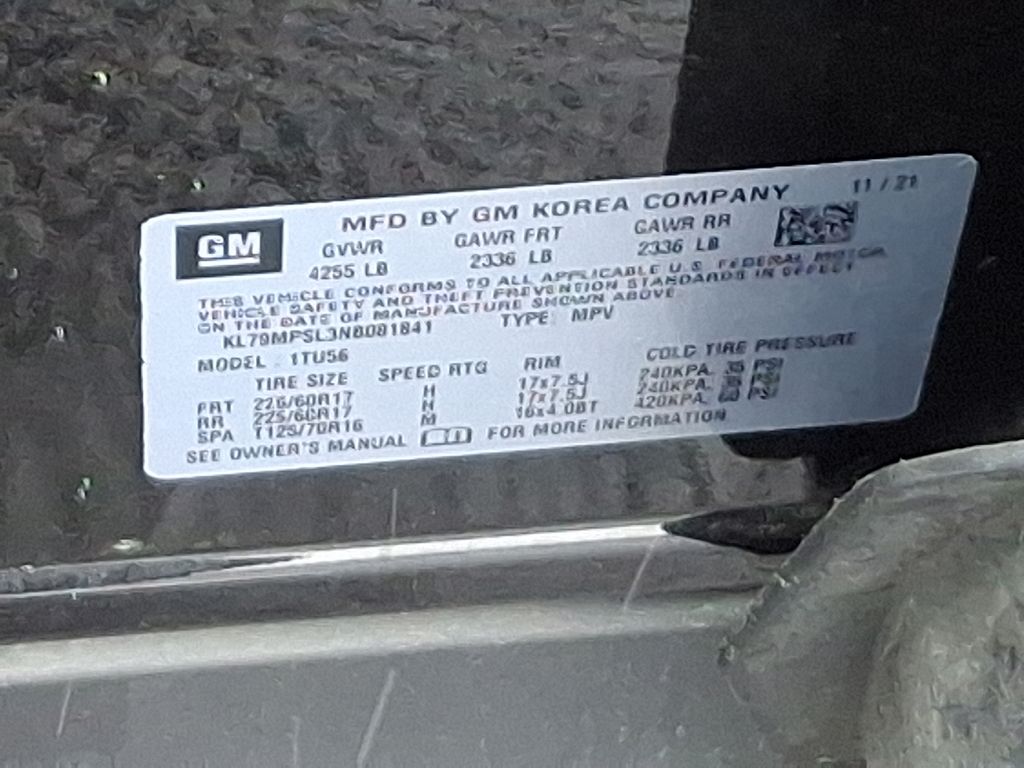 GM
MFD BY GM KOREA COMPANY 11 / 21
GVWR GAWR FRT GAWR RR
4255 LB 2336 LB 2336 LB
THIS VEHICLE CONFORMS TO ALL APPLICABLE U.S. FEDERAL MOTOR
VEHICLE SAFETY AND THEFT PREVENTION STANDARDS IN EFFECT
ON THE DATE OF MANUFACTURE SHOWN ABOVE
KL79MPSL3NB081841 TYPE: MPV
MODEL: 1TU56
TIRE SIZE SPEED RTG RIM COLD TIRE PRESSURE
FRT 225/60R17 H 17x7.5J 240KPA, 35 PSI
RR 225/60R17 H 17x7.5J 240KPA, 35 PSI
SPA T125/70R16 M 16x4.0BT 420KPA, 60 PSI
SEE OWNER'S MANUAL FOR MORE INFORMATION